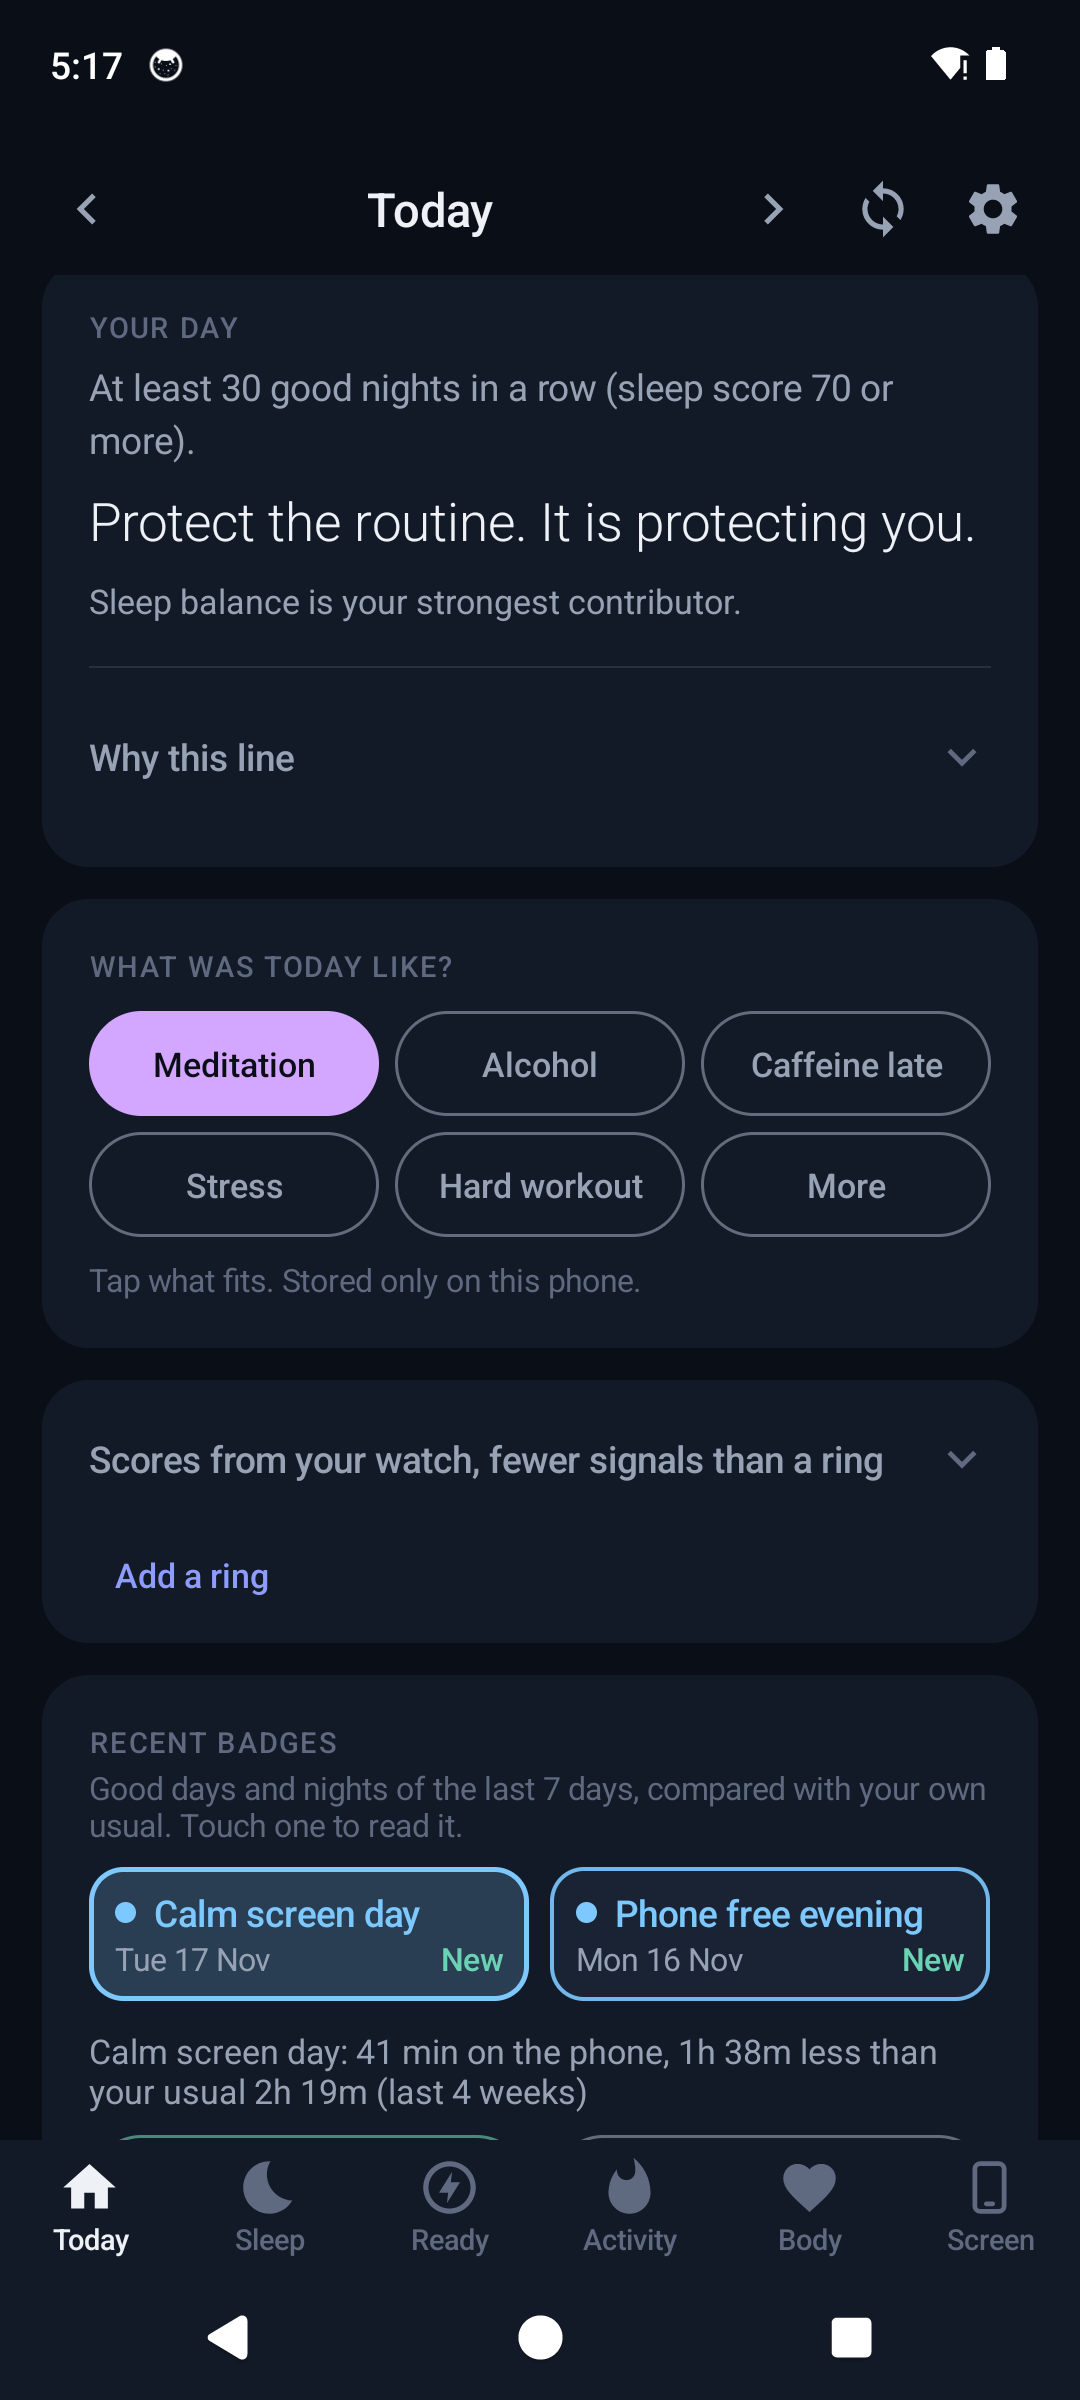 5:17
Today
YOUR DAY
At least 30 good nights in a row (sleep score 70 or
more).
Protect the routine. It is protecting you.
Sleep balance is your strongest contributor.
Why this line
WHAT WAS TODAY LIKE?
Meditation
Alcohol
Caffeine late
Stress
Hard workout
More
Tap what fits. Stored only on this phone.
Scores from your watch, fewer signals than a ring
Add a ring
RECENT BADGES
Good days and nights of the last 7 days, compared with your own
usual. Touch one to read it.
Calm screen day
Tue 17 Nov New
Phone free evening
Mon 16 Nov New
Calm screen day: 41 min on the phone, 1h 38m less than
your usual 2h 19m (last 4 weeks)
Today
Sleep
Ready
Activity
Body
Screen